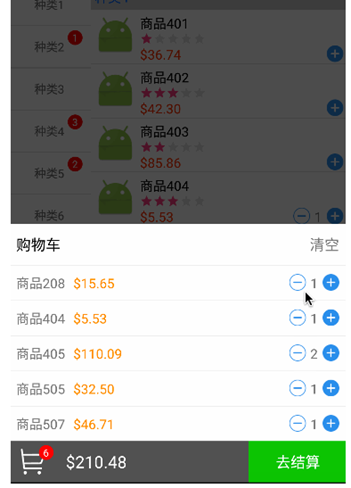 种类1
种类2
1
种类3
种类4
3
种类5
2
种类6
商品401
$36.74
商品402
$42.30
商品403
$85.86
商品404
$5.53
1
购物车
清空
商品208 $15.65 1
商品404 $5.53 1
商品405 $110.09 2
商品505 $32.50 1
商品507 $46.71 1
6
$210.48
去结算